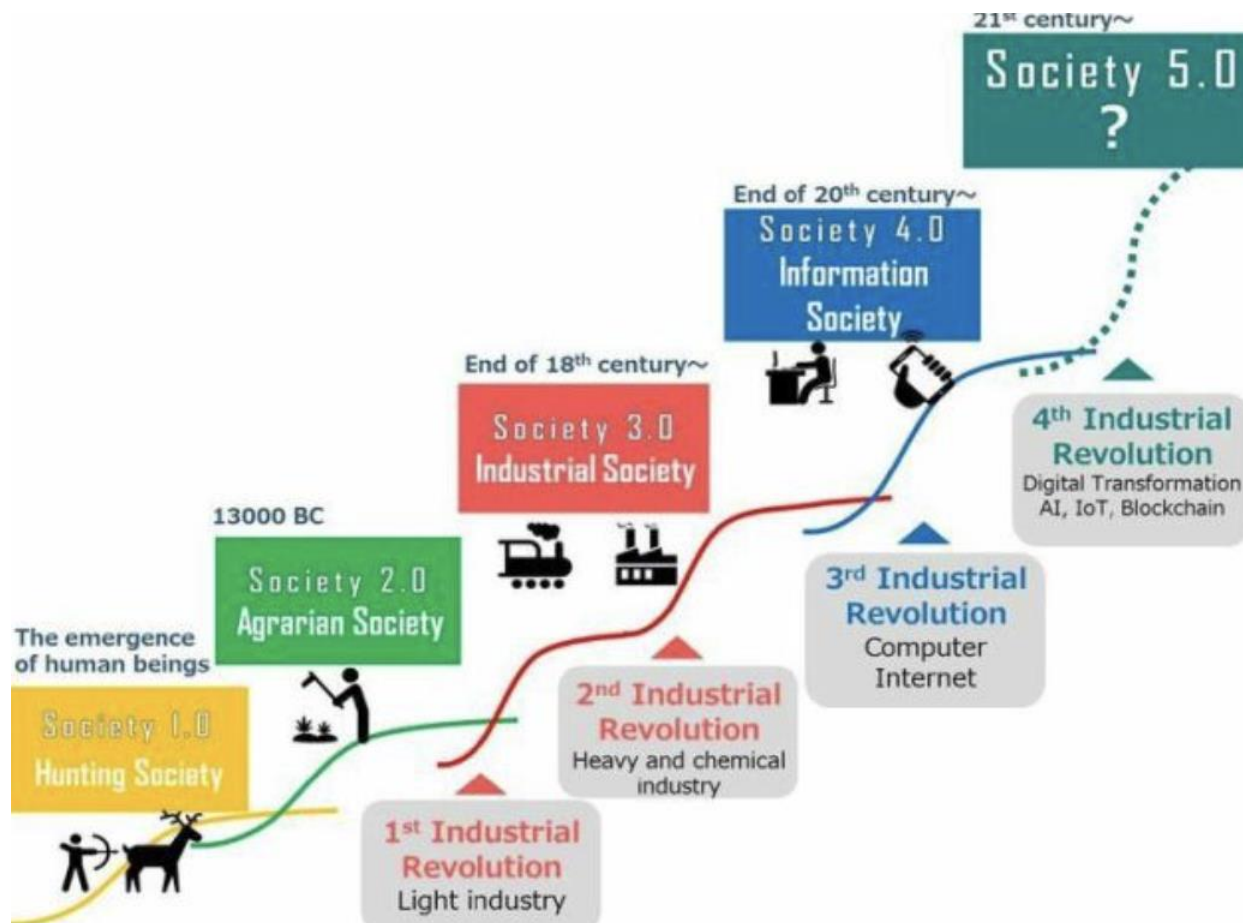 21st century～
Society 5.0
?
End of 20th century～
Society 4.0
Information
Society
End of 18th century～
Society 3.0
Industrial Society
13000 BC
Society 2.0
Agrarian Society
The emergence
of human beings
Society 1.0
Hunting Society
1st Industrial
Revolution
Light industry
2nd Industrial
Revolution
Heavy and chemical
industry
3rd Industrial
Revolution
Computer
Internet
4th Industrial
Revolution
Digital Transformation
AI, IoT, Blockchain